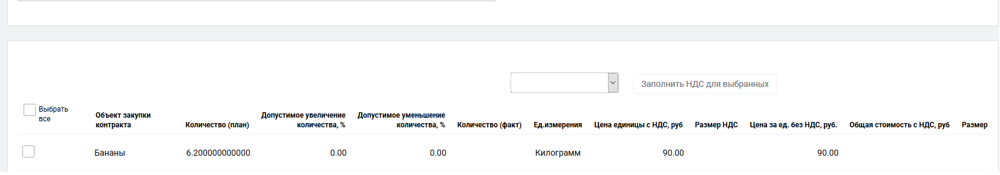 Заполнить НДС для выбранных
Выбрать
все
Объект закупки
контракта
Количество (план)
Допустимое увеличение
количества, %
Допустимое уменьшение
количества, %
Количество (факт)
Ед.измерения
Цена единицы с НДС, руб
Размер НДС
Цена за ед. без НДС, руб.
Общая стоимость с НДС, руб
Размер
Бананы
6.200000000000
0.00
0.00
Килограмм
90.00
90.00